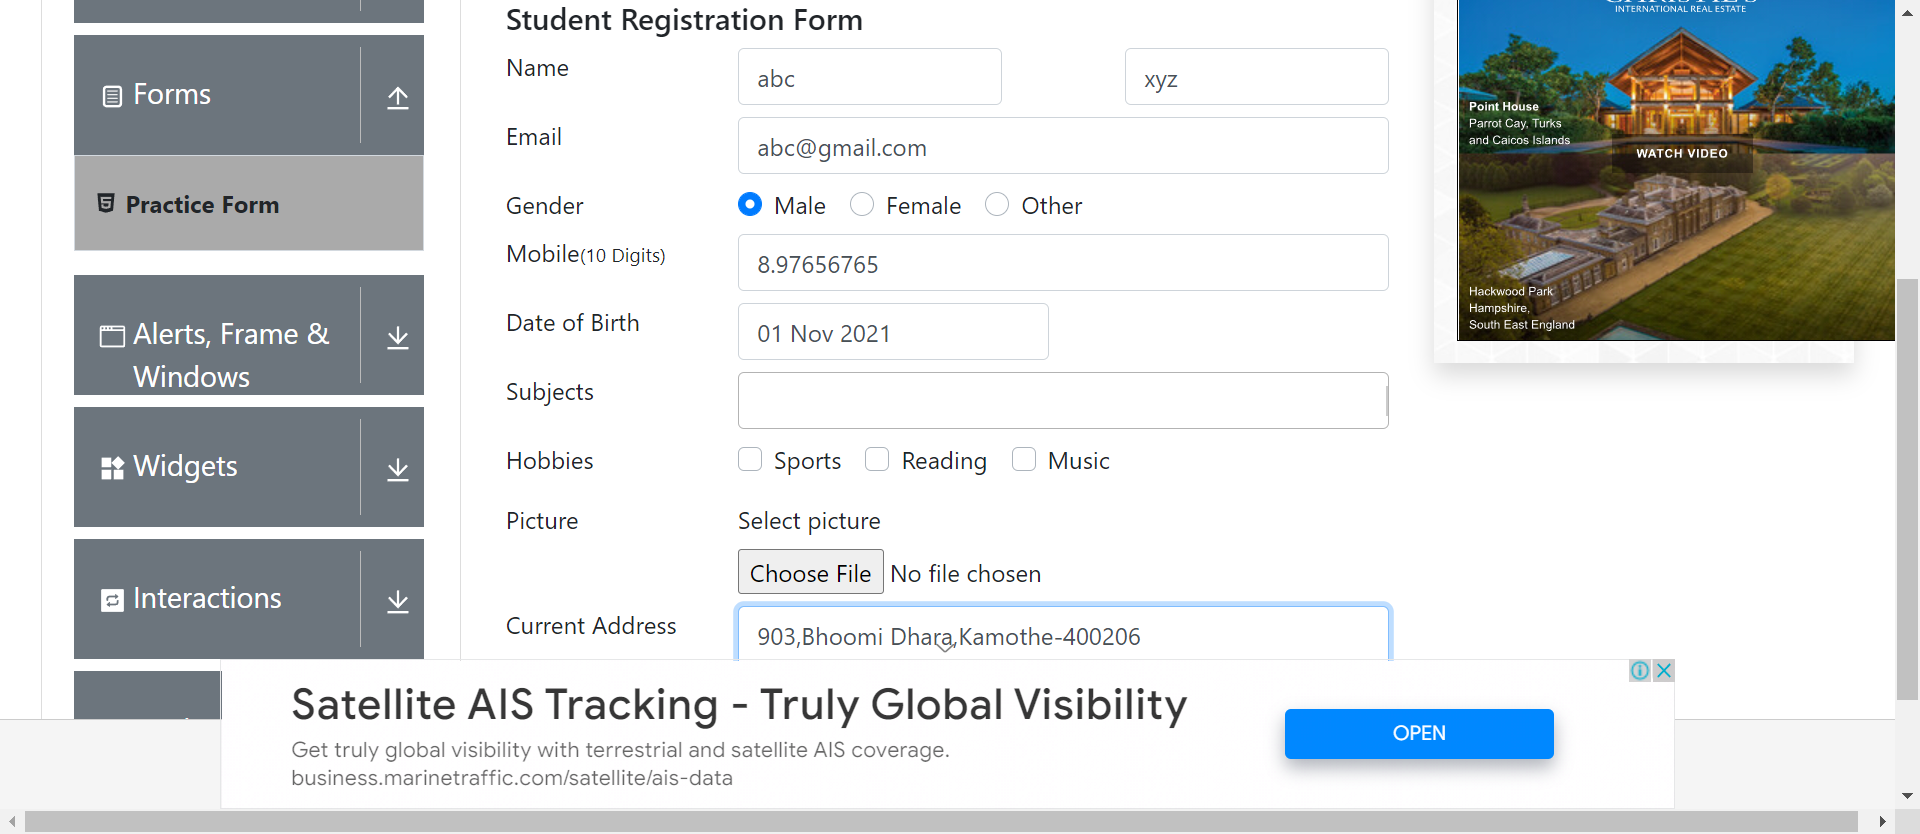 Student Registration Form
Forms
Practice Form
Alerts, Frame &
Windows
Widgets
Interactions
Name
abc
xyz
Email
abc@gmail.com
Gender
Male
Female
Other
Mobile(10 Digits)
8.97656765
Date of Birth
01 Nov 2021
Subjects
Hobbies
Sports
Reading
Music
Picture
Select picture
Choose File
No file chosen
Current Address
903,Bhoomi Dhara,Kamothe-400206
INTERNATIONAL REAL ESTATE
Point House
Parrot Cay, Turks
and Caicos Islands
WATCH VIDEO
Hackwood Park
Hampshire,
South East England
Satellite AIS Tracking - Truly Global Visibility
Get truly global visibility with terrestrial and satellite AIS coverage.
business.marinetraffic.com/satellite/ais-data
OPEN